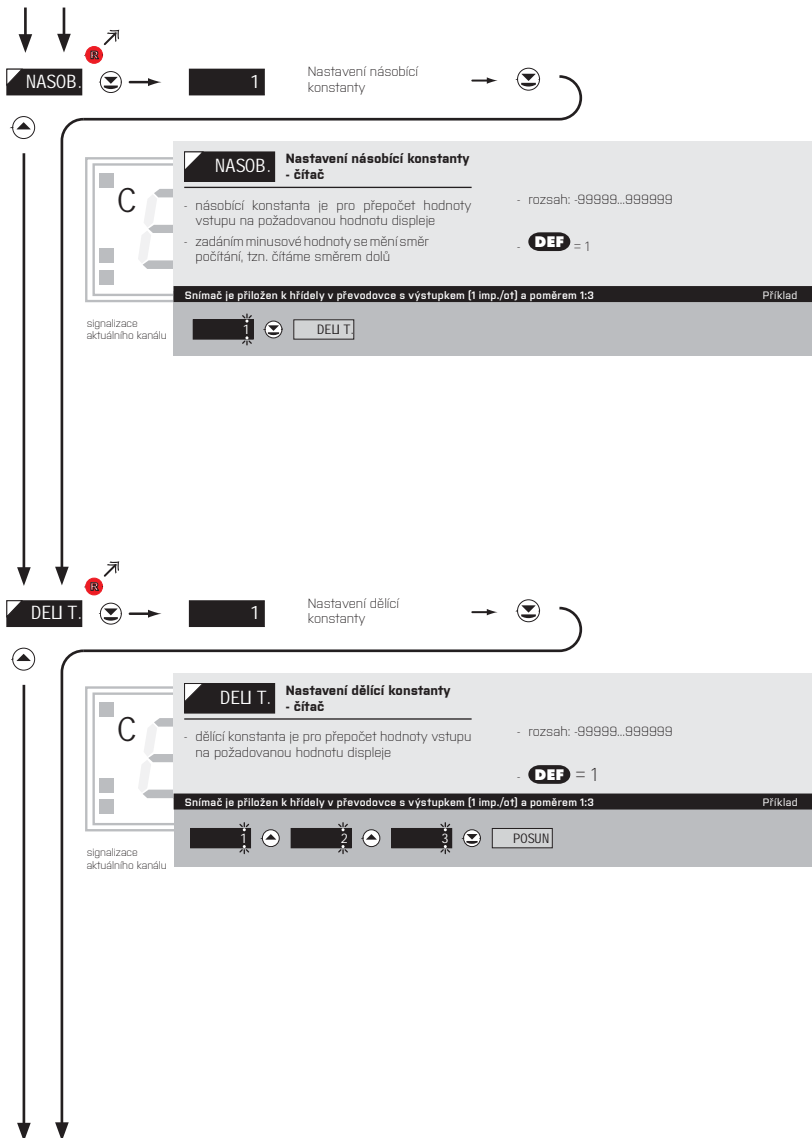 R
NASOB.
1
Nastavení násobící
konstanty
NASOB.
Nastavení násobící konstanty
- čítač
C
- násobící konstanta je pro přepočet hodnoty
vstupu na požadovanou hodnotu displeje
- zadáním minusové hodnoty se mění směr
počítání, tzn. čítáme směrem dolů
- rozsah: -99999...999999
- DEF = 1
Snímač je přiložen k hřídely v převodovce s výstupkem (1 imp./ot) a poměrem 1:3
Příklad
signalizace
aktuálního kanálu
1
DELI T.
R
DELI T.
1
Nastavení dělící
konstanty
DELI T.
Nastavení dělící konstanty
- čítač
C
- dělící konstanta je pro přepočet hodnoty vstupu
na požadovanou hodnotu displeje
- rozsah: -99999...999999
- DEF = 1
Snímač je přiložen k hřídely v převodovce s výstupkem (1 imp./ot) a poměrem 1:3
Příklad
signalizace
aktuálního kanálu
1 2 3 POSUN